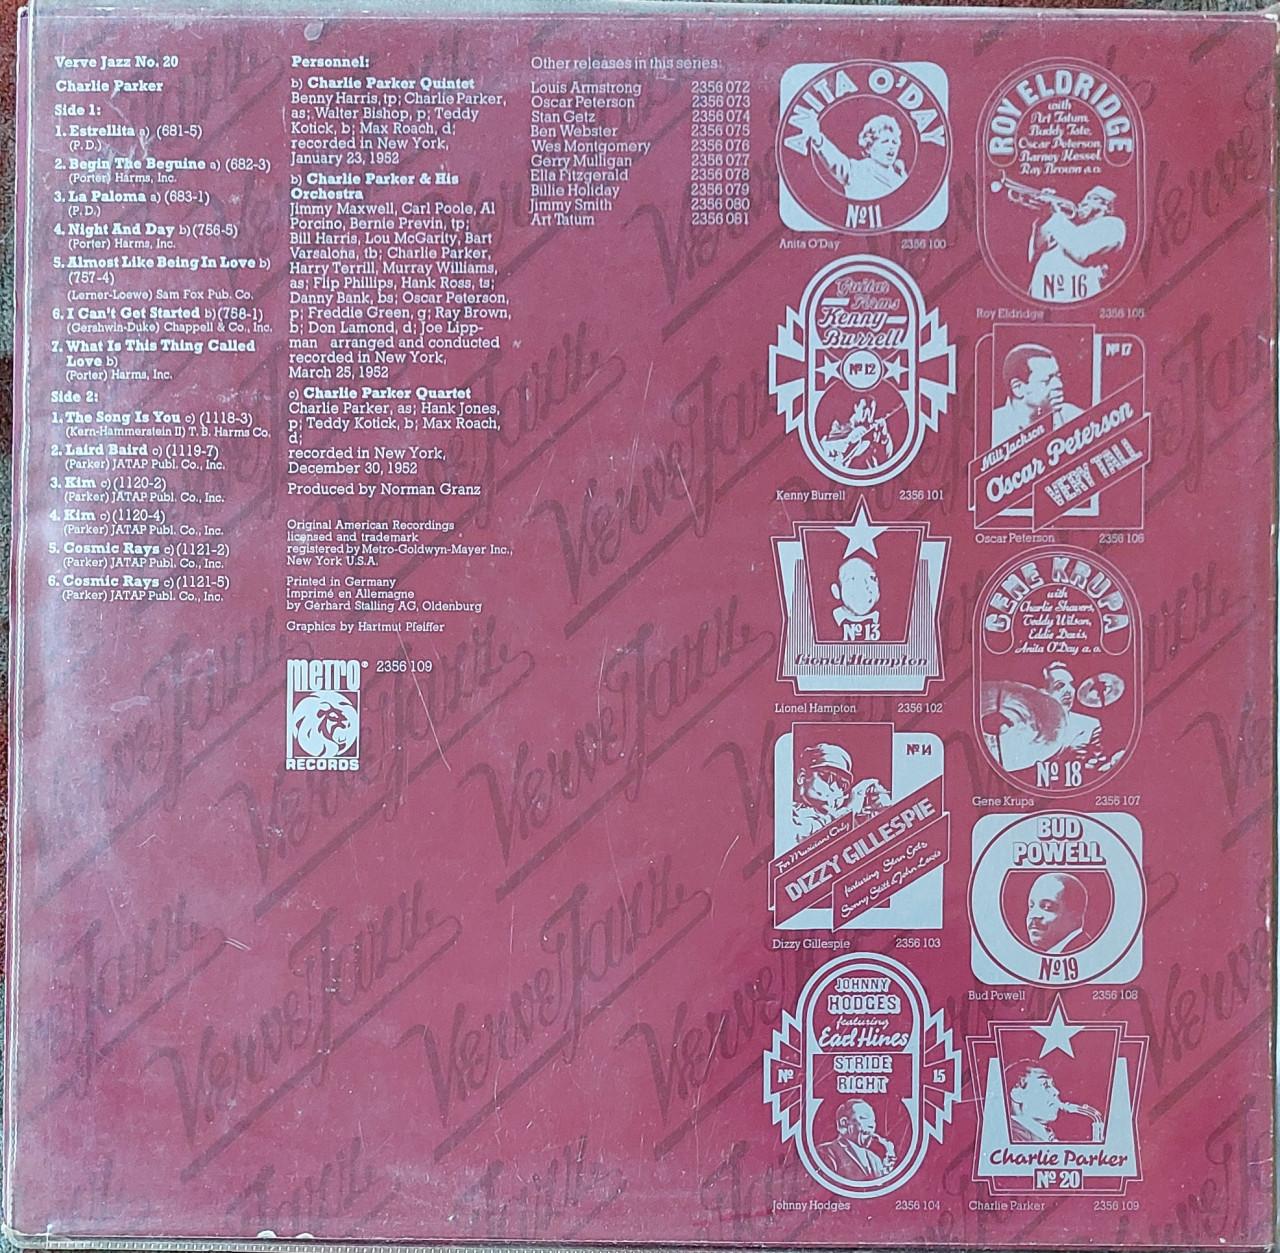 Verve Jazz No. 20
Charlie Parker
Side 1:
1. Estrellita a) (681-5)
(P.D.)
2. Begin The Beguine a) (682-3)
(Porter) Harms, Inc.
3. La Paloma a) (683-1)
(P.D.)
4. Night And Day b) (756-5)
(Porter) Harms, Inc.
5. Almost Like Being In Love b)
(757-4)
(Lerner-Loewe) Sam Fox Pub. Co.
6. I Can't Get Started b) (758-1)
(Gershwin-Duke) Chappell & Co., Inc.
7. What Is This Thing Called
Love b)
(Porter) Harms, Inc.
Side 2:
1. The Song Is You c) (1118-3)
(Kern-Hammerstein II) T. B. Harms Co.
2. Laird Baird c) (1119-7)
(Parker) JATAP Publ. Co., Inc.
3. Kim c) (1120-2)
(Parker) JATAP Publ. Co., Inc.
4. Kim c) (1120-4)
(Parker) JATAP Publ. Co., Inc.
5. Cosmic Rays c) (1121-2)
(Parker) JATAP Publ. Co., Inc.
6. Cosmic Rays c) (1121-5)
(Parker) JATAP Publ. Co., Inc.
Personnel:
b) Charlie Parker Quintet
Benny Harris, tp; Charlie Parker,
as; Walter Bishop, p; Teddy
Kotick, b; Max Roach, d;
recorded in New York,
January 23, 1952
b) Charlie Parker & His
Orchestra
Jimmy Maxwell, Carl Poole, Al
Porcino, Bernie Previn, tp;
Bill Harris, Lou McGarity, Bart
Varsalona, tb; Charlie Parker,
Harry Terrill, Murray Williams,
as; Flip Phillips, Hank Ross, ts;
Danny Bank, bs; Oscar Peterson,
p; Freddie Green, g; Ray Brown,
b; Don Lamond, d; Joe Lipp-
man arranged and conducted
recorded in New York,
March 25, 1952
c) Charlie Parker Quartet
Charlie Parker, as; Hank Jones,
p; Teddy Kotick, b; Max Roach,
d;
recorded in New York,
December 30, 1952
Produced by Norman Granz
Original American Recordings
licensed and trademark
registered by Metro-Goldwyn-Mayer Inc.,
New York U.S.A.
Printed in Germany
Imprimé en Allemagne
by Gerhard Stalling AG, Oldenburg
Graphics by Hartmut Pfeiffer
METRO® 2356 109
RECORDS
Other releases in this series:
Louis Armstrong 2356 072
Oscar Peterson 2356 073
Stan Getz 2356 074
Ben Webster 2356 075
Wes Montgomery 2356 076
Gerry Mulligan 2356 077
Ella Fitzgerald 2356 078
Billie Holiday 2356 079
Jimmy Smith 2356 080
Art Tatum 2356 081
ANITA O'DAY
Nº 11
Anita O'Day 2356 100
Guitar
Forms
Kenny
Burrell
Nº 12
Kenny Burrell 2356 101
Nº 13
Lionel Hampton
Lionel Hampton 2356 102
Nº 14
For Musicians Only
DIZZY GILLESPIE
featuring Stan Getz
Sonny Stitt & John Lewis
Dizzy Gillespie 2356 103
JOHNNY
HODGES
featuring
Earl Hines
STRIDE
RIGHT
Nº 15
Johnny Hodges 2356 104
ROY ELDRIDGE
with
Art Tatum
Buddy Tate,
Oscar Peterson,
Barney Kessel,
Ray Brown a.o.
Nº 16
Roy Eldridge 2356 105
Nº 17
Milt Jackson
Oscar Peterson
VERY TALL
Oscar Peterson 2356 106
GENE KRUPA
with
Charlie Shavers,
Teddy Wilson,
Eddie Davis,
Anita O'Day a. o.
Nº 18
Gene Krupa 2356 107
BUD
POWELL
Nº 19
Bud Powell 2356 108
Charlie Parker
Nº 20
Charlie Parker 2356 109
Verve Jazz